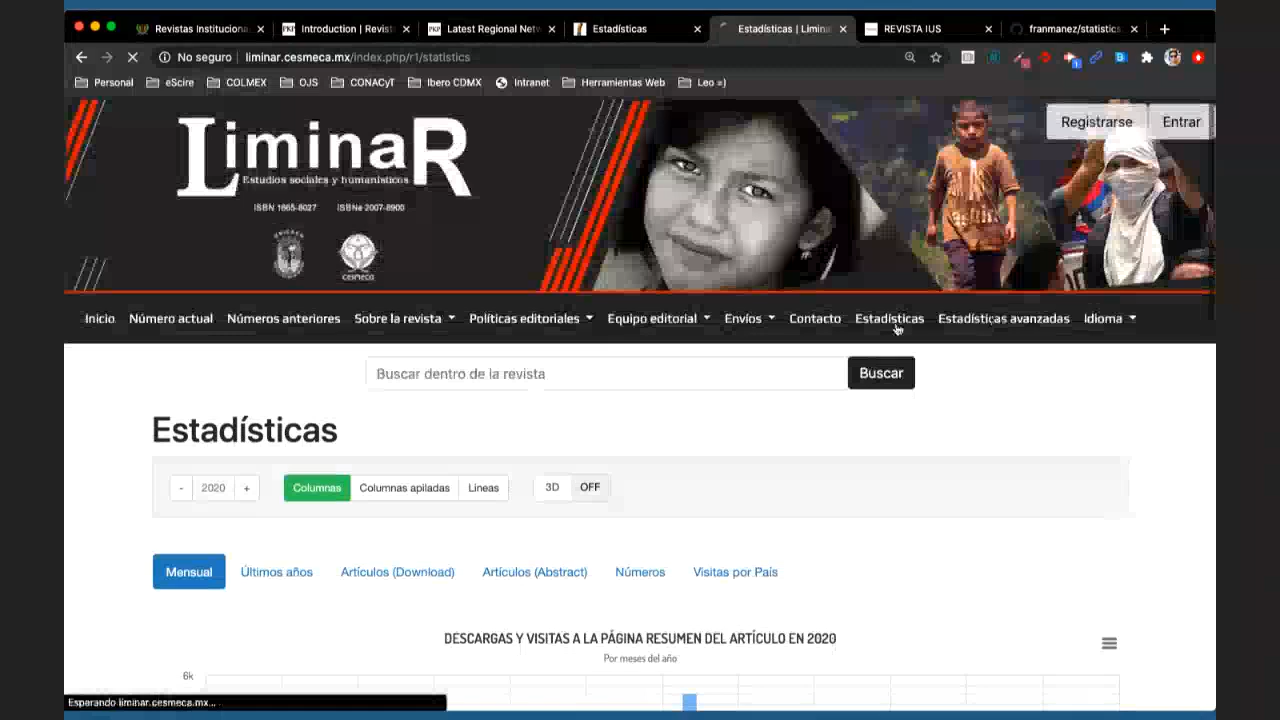 Revistas Instituciona
Introduction | Revist
Latest Regional Netw
Estadísticas
Estadísticas | Limina
REVISTA IUS
franmanez/statistics
No seguro
liminar.cesmeca.mx/index.php/r1/statistics
Personal
eScire
COLMEX
OJS
CONACyT
Ibero CDMX
Intranet
Herramientas Web
Leo =)
LiminaR
Estudios sociales y humanísticos
ISBN 1665-8027 ISBNe 2007-8900
CESMECA
Registrarse
Entrar
Inicio
Número actual
Números anteriores
Sobre la revista
Políticas editoriales
Equipo editorial
Envíos
Contacto
Estadísticas
Estadísticas avanzadas
Idioma
Buscar dentro de la revista
Buscar
Estadísticas
- 2020 +
Columnas
Columnas apiladas
Lineas
3D
OFF
Mensual
Últimos años
Artículos (Download)
Artículos (Abstract)
Números
Visitas por País
DESCARGAS Y VISITAS A LA PÁGINA RESUMEN DEL ARTÍCULO EN 2020
Por meses del año
6k
Esperando liminar.cesmeca.mx...